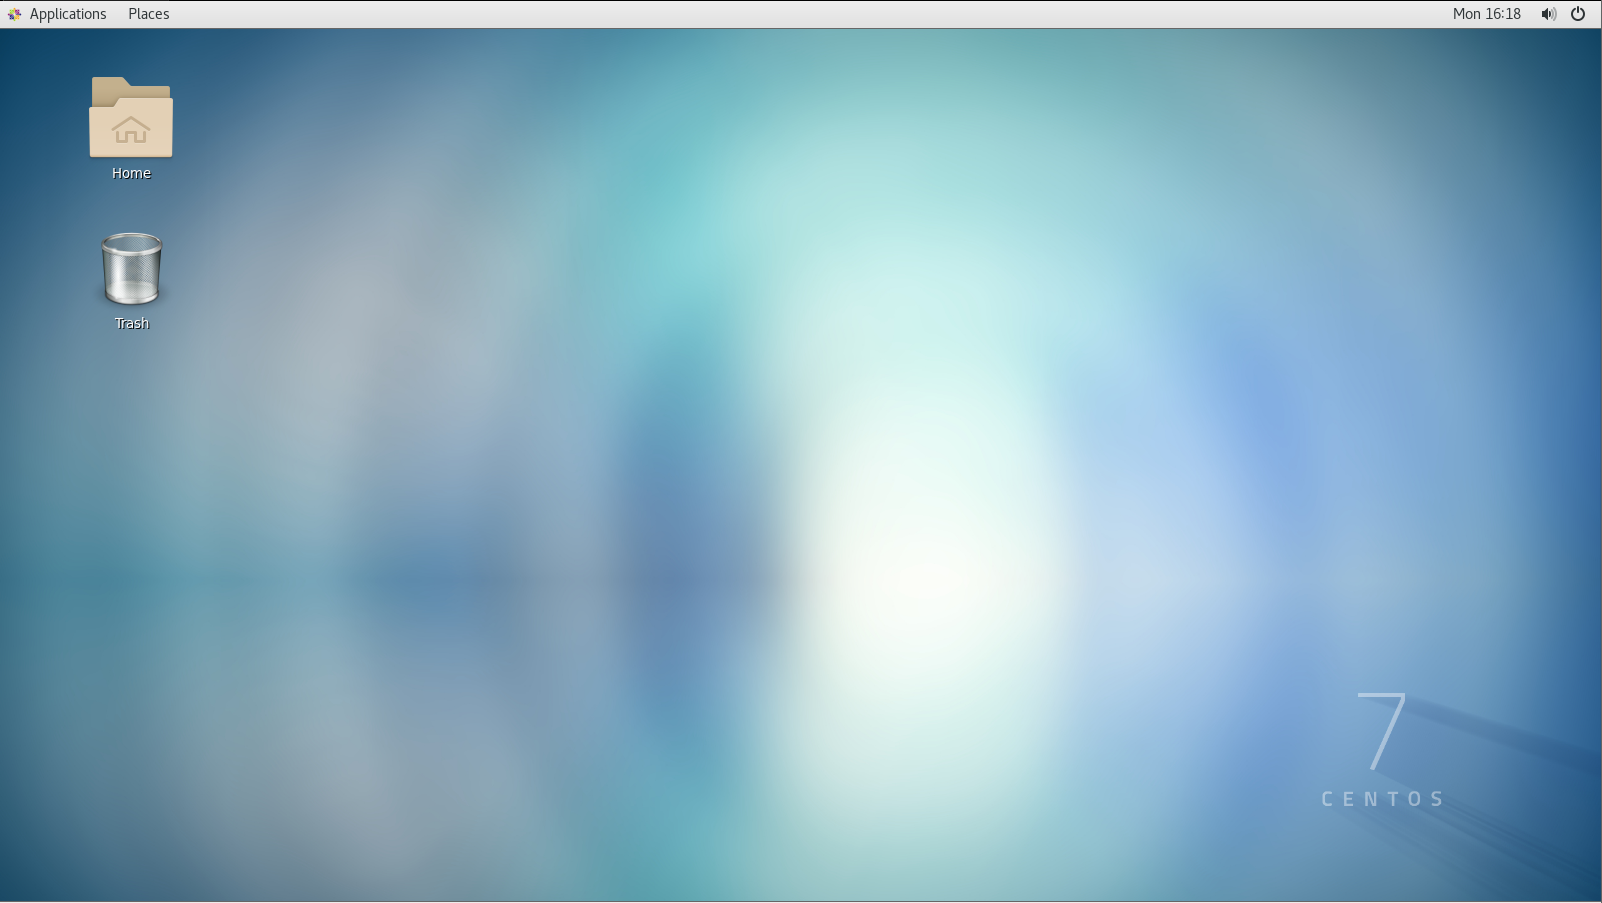 Applications Places Mon 16:18
Home
Trash
7
CENTOS